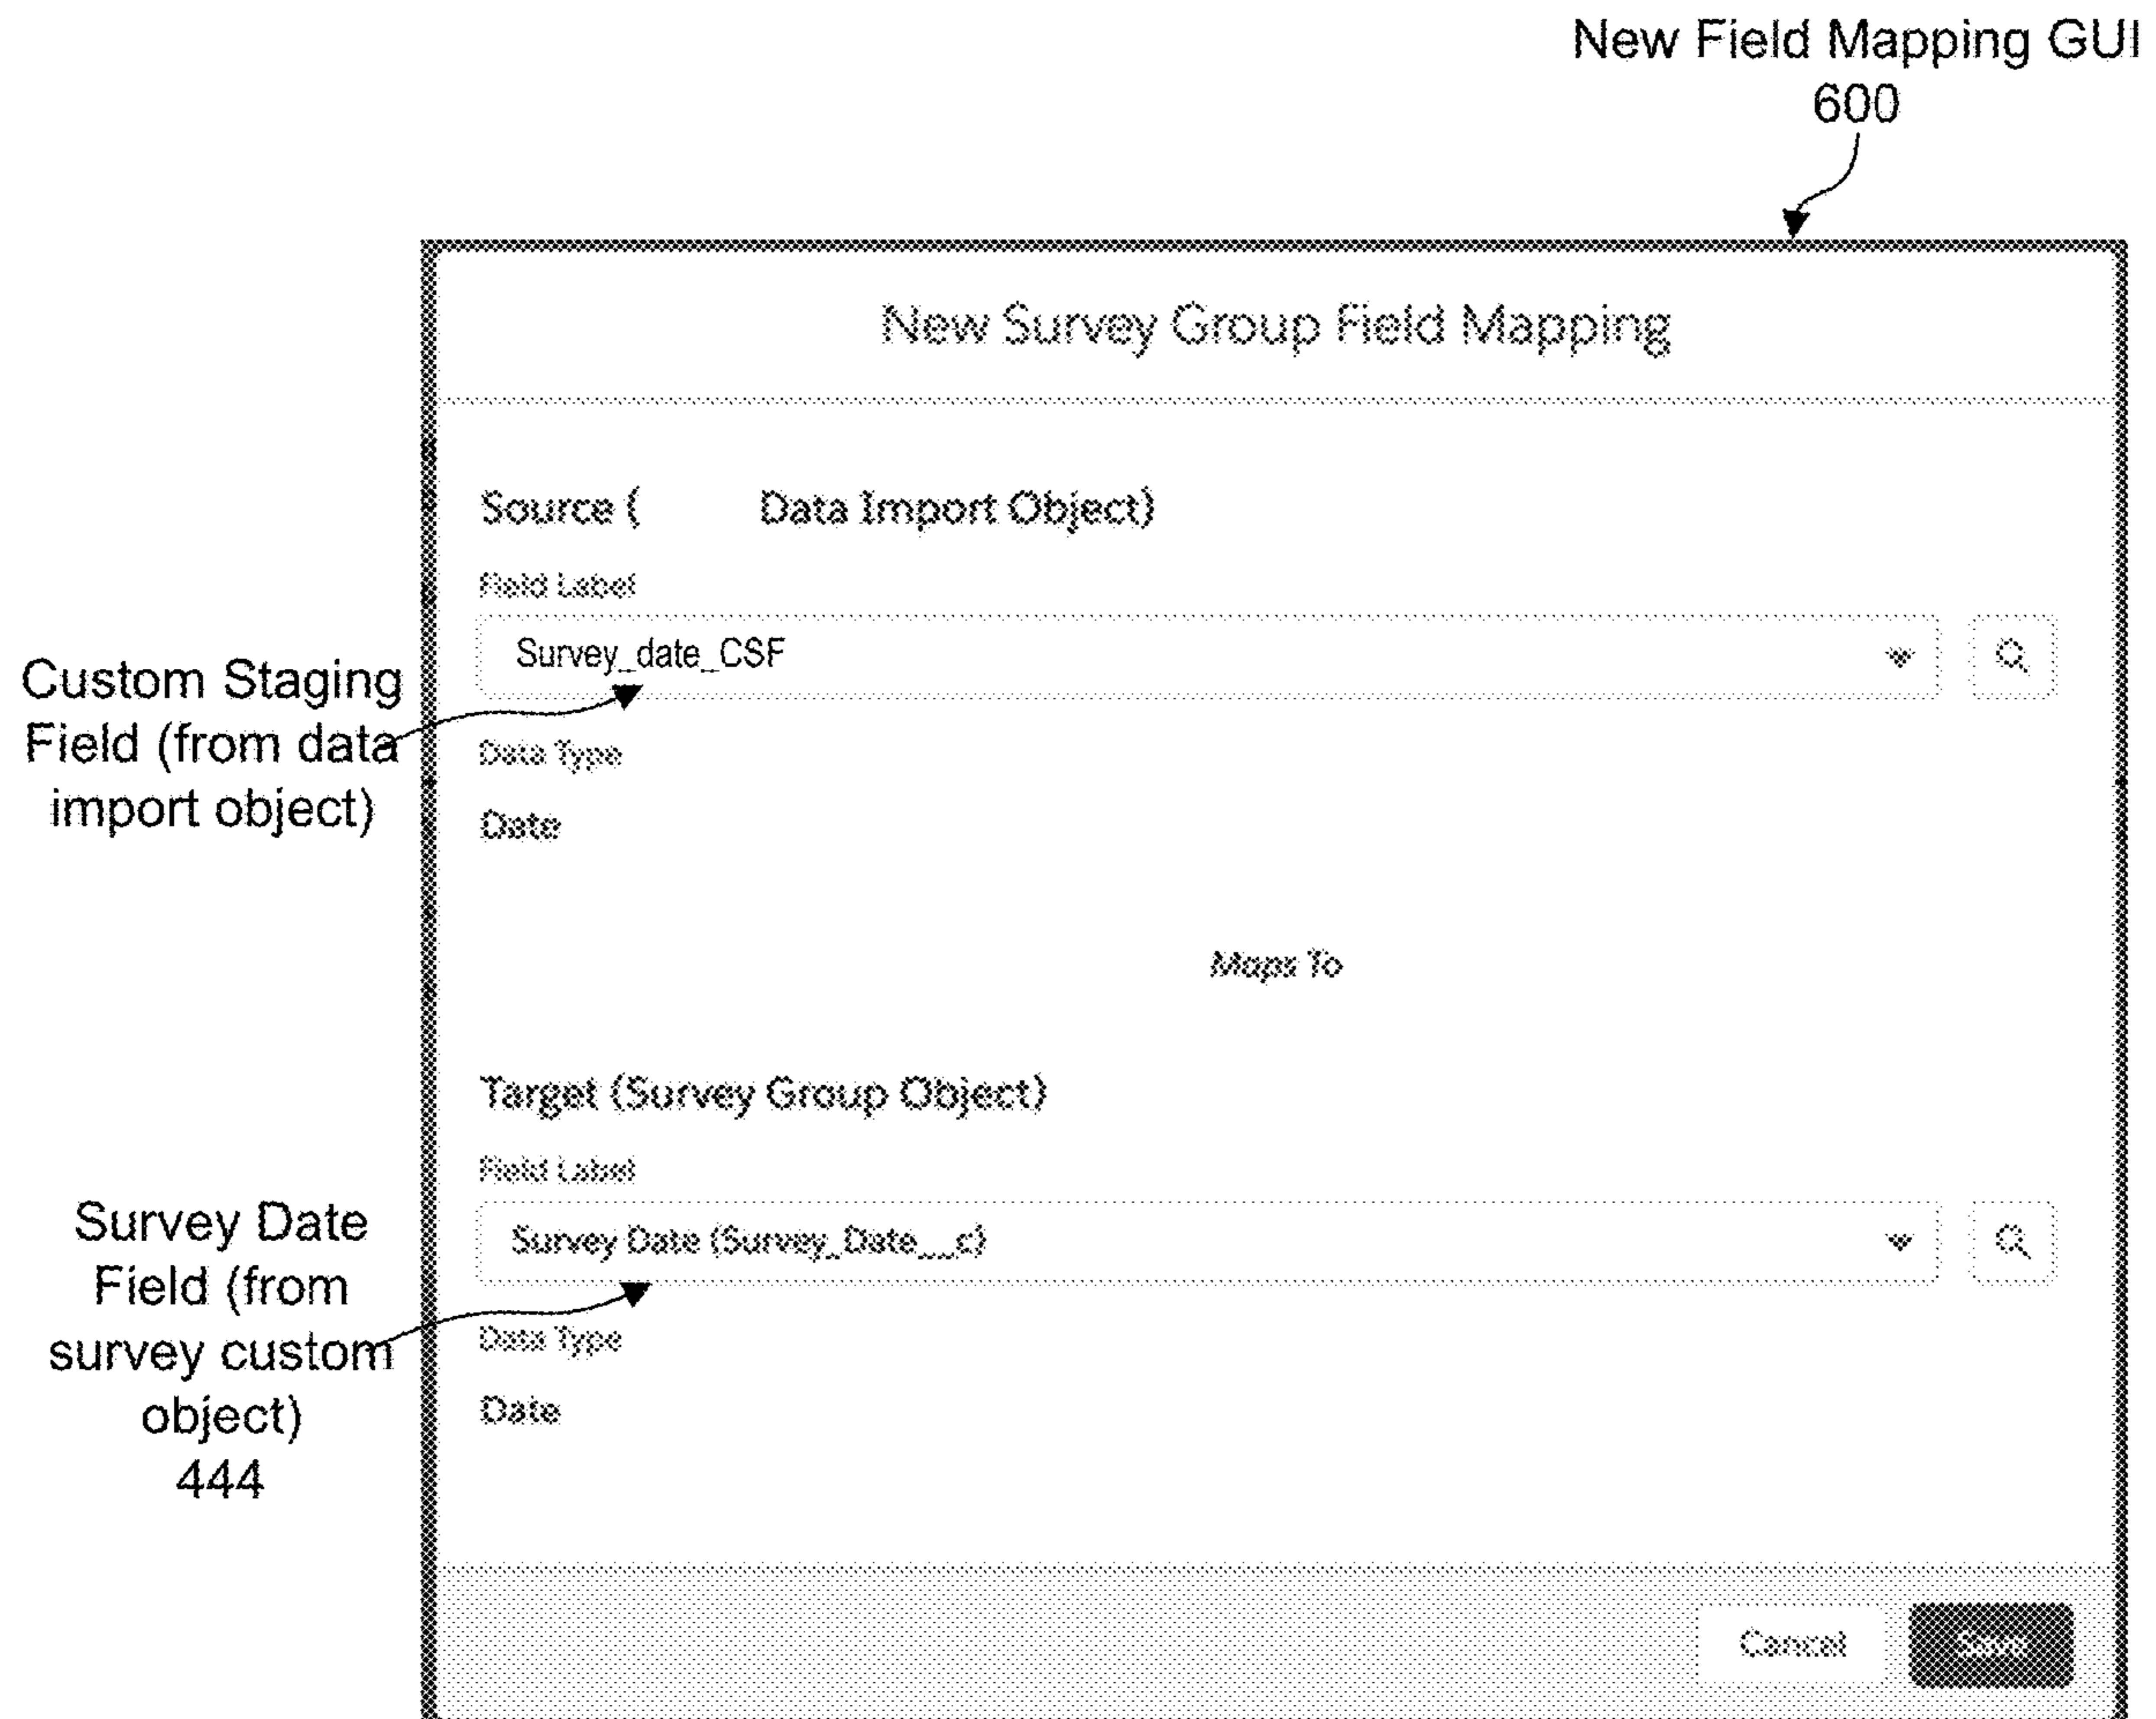 New Field Mapping GUI
600
New Survey Group Field Mapping
Source ( Data Import Object)
Field Label
Survey_date_CSF
Custom Staging
Field (from data
import object)
Data Type
Date
Maps To
Target (Survey Group Object)
Field Label
Survey Date (Survey_Date__c)
Survey Date
Field (from
survey custom
object)
444
Data Type
Date
Cancel
Save